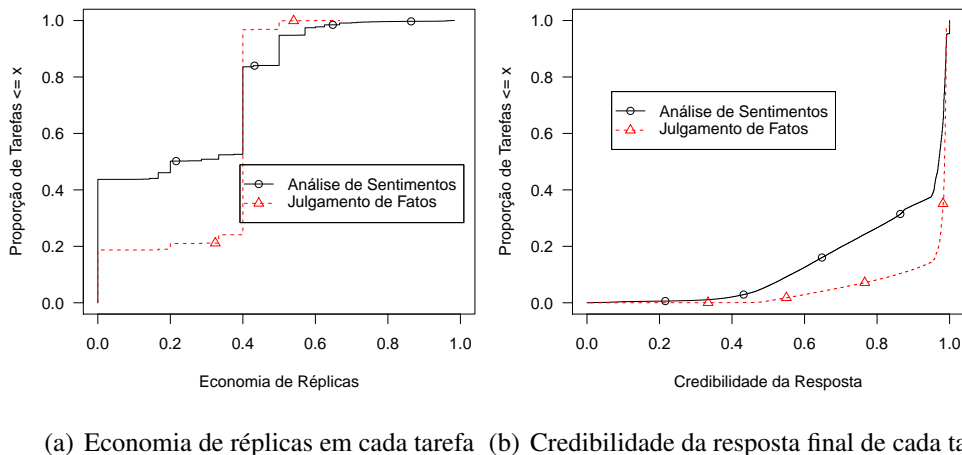 Proporção de Tarefas <= x
1.0
0.8
0.6
0.4
0.2
0.0
Análise de Sentimentos
Julgamento de Fatos
0.0 0.2 0.4 0.6 0.8 1.0
Economia de Réplicas
(a) Economia de réplicas em cada tarefa
Proporção de Tarefas <= x
1.0
0.8
0.6
0.4
0.2
0.0
Análise de Sentimentos
Julgamento de Fatos
0.0 0.2 0.4 0.6 0.8 1.0
Credibilidade da Resposta
(b) Credibilidade da resposta final de cada ta